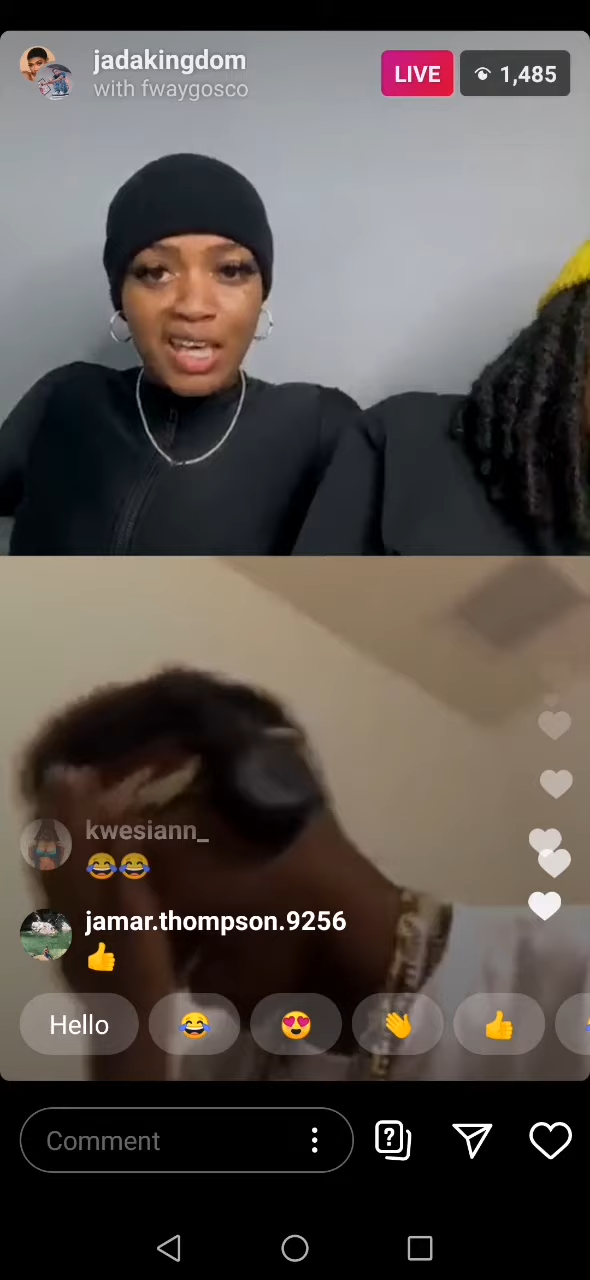 jadakingdom
with fwaygosco
LIVE
1,485
kwesiann_
😂😂
jamar.thompson.9256
👍
Hello 😂 😍 👋 👍
Comment